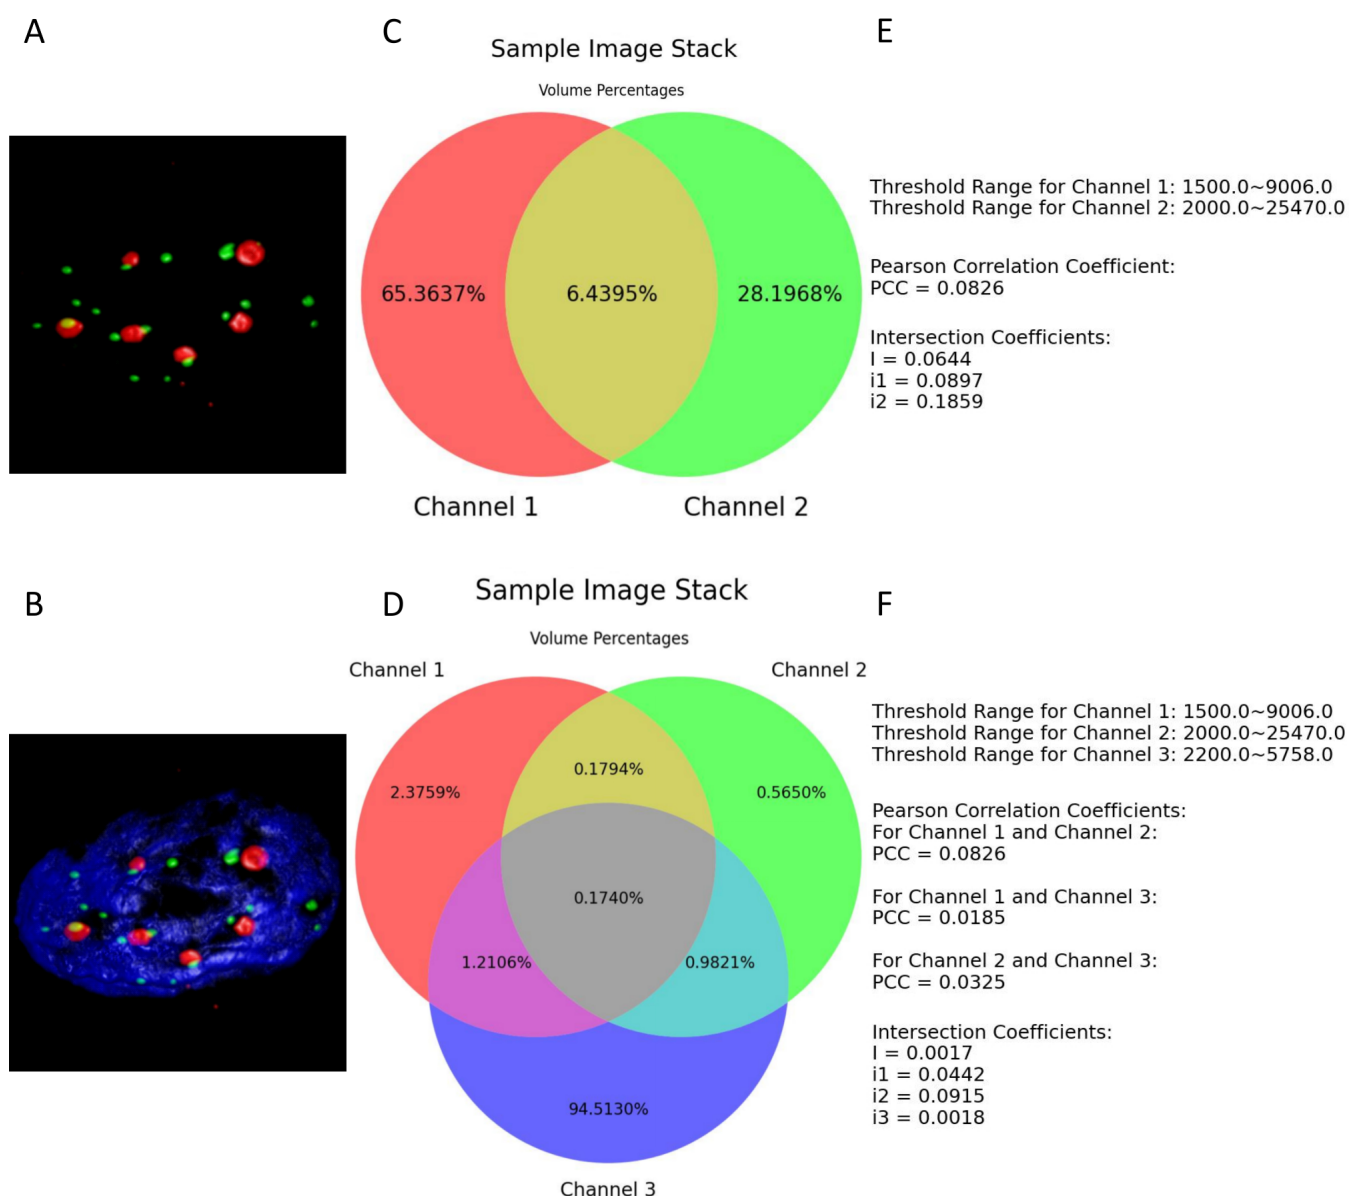 A
C
E
Sample Image Stack
Volume Percentages
65.3637%
6.4395%
28.1968%
Channel 1
Channel 2
Threshold Range for Channel 1: 1500.0~9006.0
Threshold Range for Channel 2: 2000.0~25470.0
Pearson Correlation Coefficient:
PCC = 0.0826
Intersection Coefficients:
I = 0.0644
i1 = 0.0897
i2 = 0.1859
B
D
F
Sample Image Stack
Volume Percentages
Channel 1
Channel 2
0.1794%
2.3759%
0.5650%
0.1740%
1.2106%
0.9821%
94.5130%
Channel 3
Threshold Range for Channel 1: 1500.0~9006.0
Threshold Range for Channel 2: 2000.0~25470.0
Threshold Range for Channel 3: 2200.0~5758.0
Pearson Correlation Coefficients:
For Channel 1 and Channel 2:
PCC = 0.0826
For Channel 1 and Channel 3:
PCC = 0.0185
For Channel 2 and Channel 3:
PCC = 0.0325
Intersection Coefficients:
I = 0.0017
i1 = 0.0442
i2 = 0.0915
i3 = 0.0018